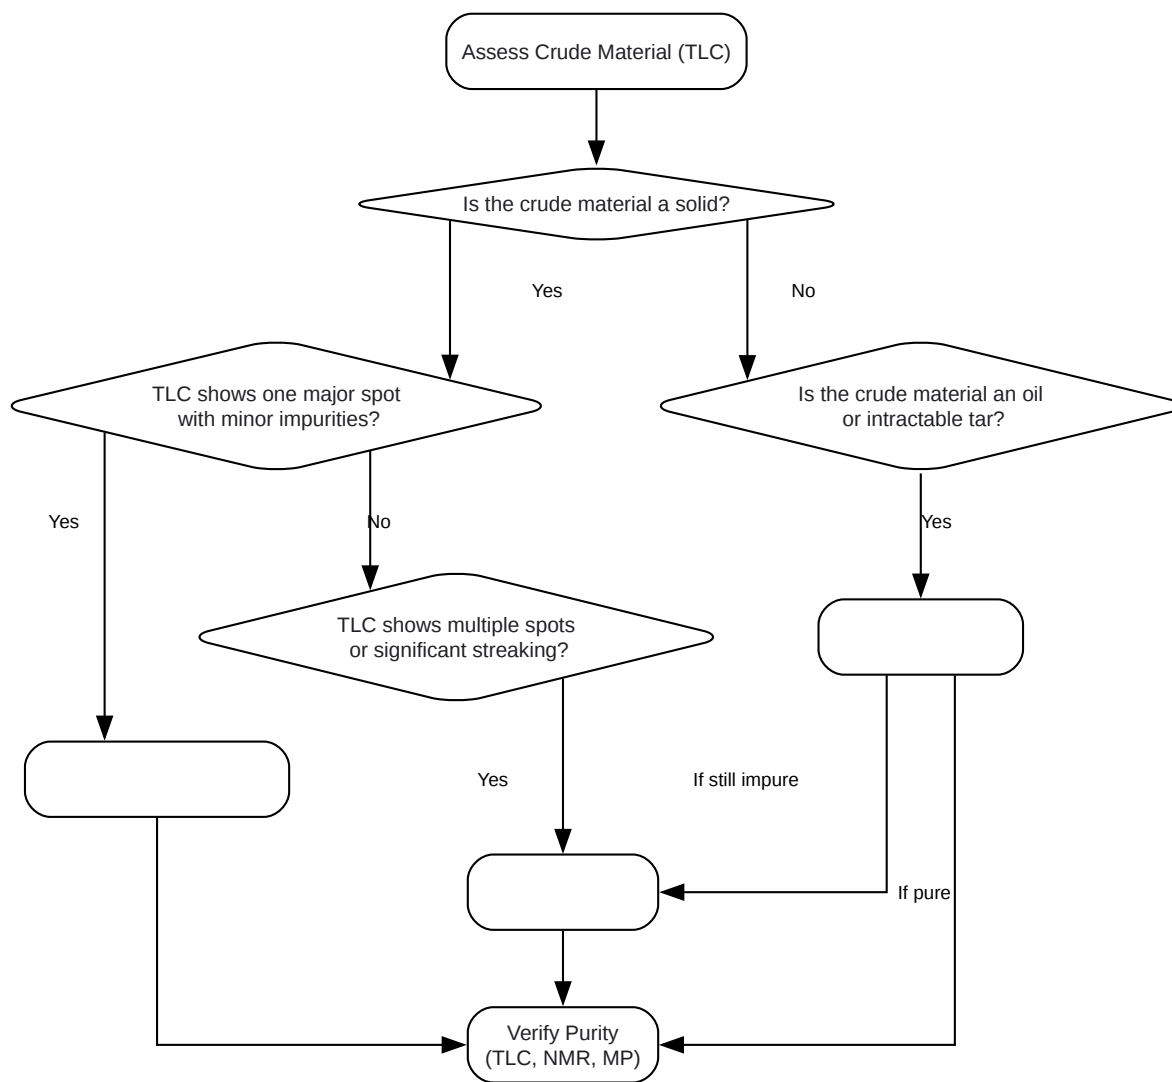 Assess Crude Material (TLC)
Is the crude material a solid?
Yes
No
TLC shows one major spot
with minor impurities?
Is the crude material an oil
or intractable tar?
Yes
No
Yes
TLC shows multiple spots
or significant streaking?
Yes
If still impure
If pure
Verify Purity
(TLC, NMR, MP)